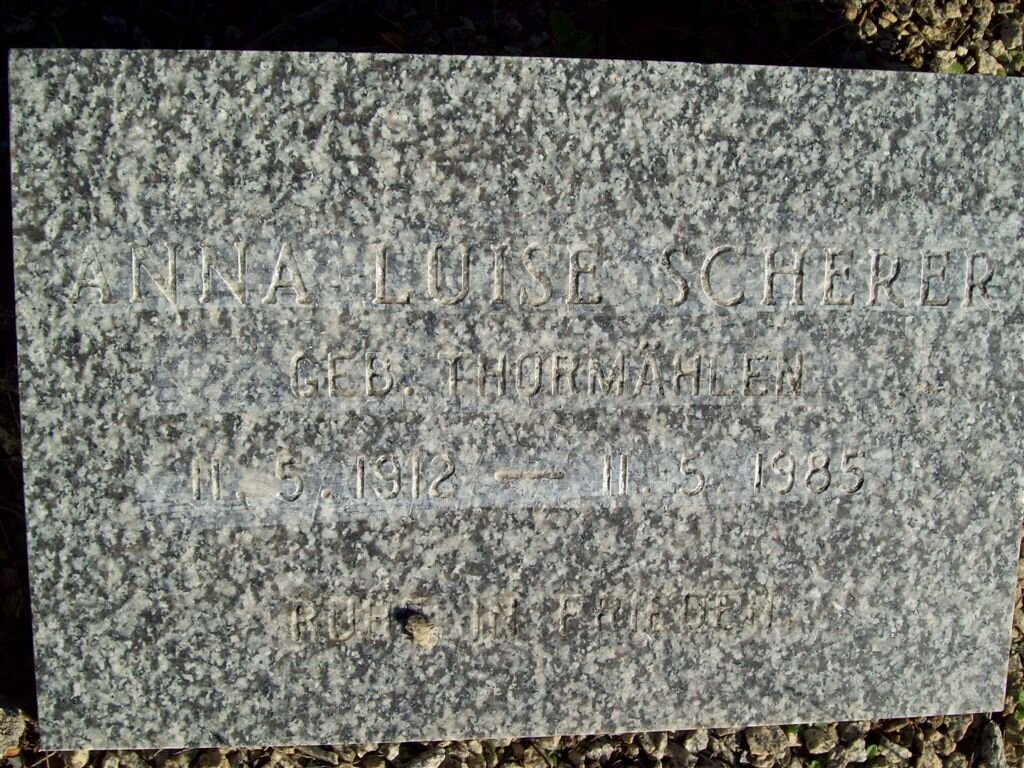 ANNA LUISE SCHERER
GEB. THORMÄHLEN
11. 5. 1912 — 11. 5. 1985
RUHE IN FRIEDEN.